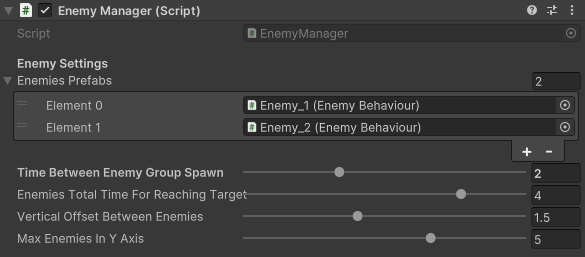 Enemy Manager (Script)
Script EnemyManager
Enemy Settings
Enemies Prefabs 2
Element 0 Enemy_1 (Enemy Behaviour)
Element 1 Enemy_2 (Enemy Behaviour)
+ -
Time Between Enemy Group Spawn 2
Enemies Total Time For Reaching Target 4
Vertical Offset Between Enemies 1.5
Max Enemies In Y Axis 5